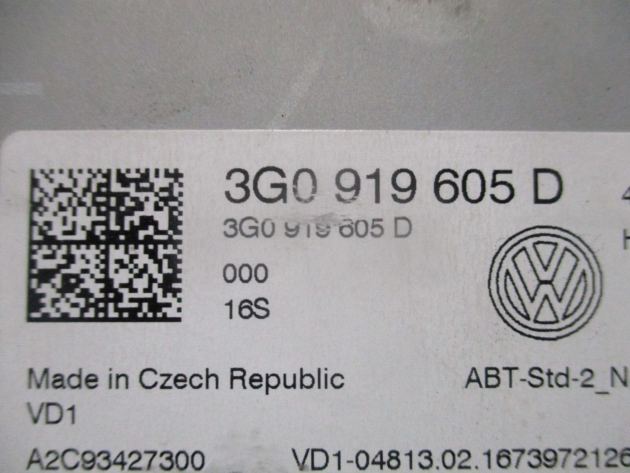 3G0 919 605 D
3G0 919 605 D
000
16S
Made in Czech Republic
ABT-Std-2_N
VD1
A2C93427300 VD1-04813.02.1673972126